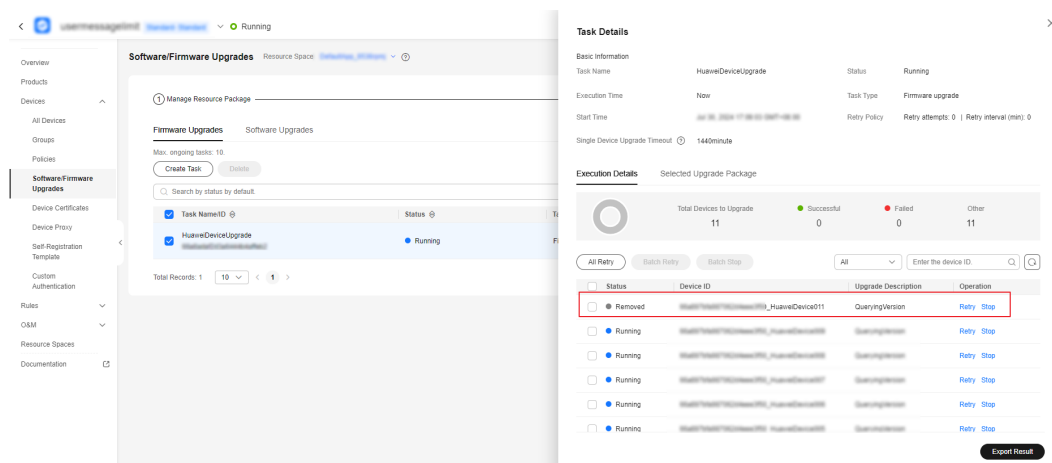 Running
Overview
Products
Devices
All Devices
Groups
Policies
Software/Firmware
Upgrades
Device Certificates
Device Proxy
Self-Registration
Template
Custom
Authentication
Rules
O&M
Resource Spaces
Documentation
Software/Firmware Upgrades Resource Space
1 Manage Resource Package
Firmware Upgrades Software Upgrades
Max. ongoing tasks: 10.
Create Task Delete
Search by status by default.
Task Name/ID Status
HuaweiDeviceUpgrade Running
Total Records: 1 10 < 1 >
Task Details
Basic Information
Task Name HuaweiDeviceUpgrade Status Running
Execution Time Now Task Type Firmware upgrade
Start Time Retry Policy Retry attempts: 0 | Retry interval (min): 0
Single Device Upgrade Timeout ? 1440minute
Execution Details Selected Upgrade Package
Total Devices to Upgrade Successful Failed Other
11 0 0 11
All Retry Batch Retry Batch Stop All Enter the device ID.
Status Device ID Upgrade Description Operation
Removed _HuaweiDevice011 QueryingVersion Retry Stop
Running Retry Stop
Running Retry Stop
Running Retry Stop
Running Retry Stop
Running Retry Stop
Export Result